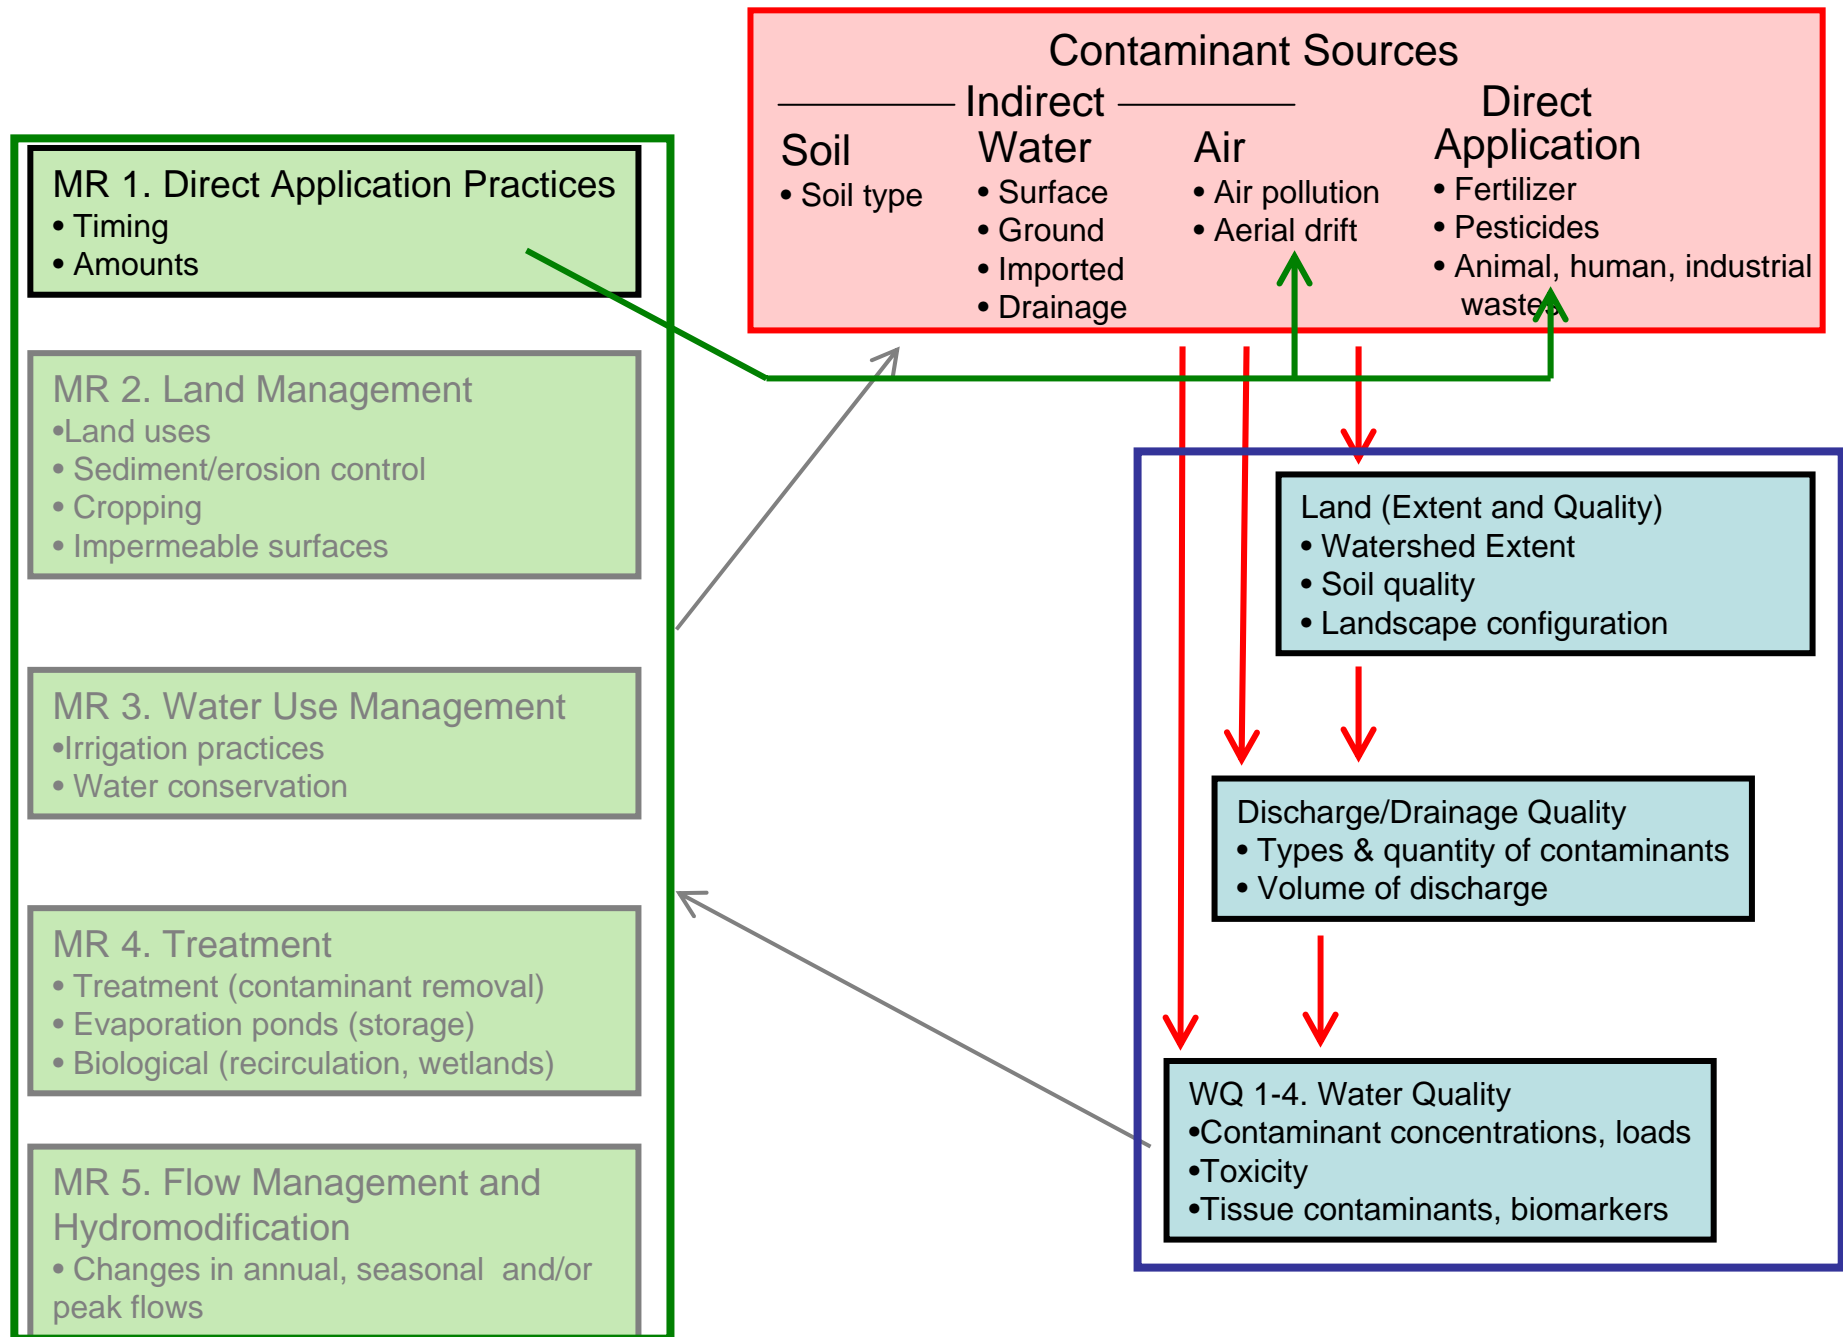 Contaminant Sources
Indirect
Direct
Soil
Water
Air
Application
• Soil type
• Surface
• Ground
• Imported
• Drainage
• Air pollution
• Aerial drift
• Fertilizer
• Pesticides
• Animal, human, industrial
wastes
MR 1. Direct Application Practices
• Timing
• Amounts
MR 2. Land Management
•Land uses
• Sediment/erosion control
• Cropping
• Impermeable surfaces
MR 3. Water Use Management
•Irrigation practices
• Water conservation
MR 4. Treatment
• Treatment (contaminant removal)
• Evaporation ponds (storage)
• Biological (recirculation, wetlands)
MR 5. Flow Management and
Hydromodification
• Changes in annual, seasonal and/or
peak flows
Land (Extent and Quality)
• Watershed Extent
• Soil quality
• Landscape configuration
Discharge/Drainage Quality
• Types & quantity of contaminants
• Volume of discharge
WQ 1-4. Water Quality
•Contaminant concentrations, loads
•Toxicity
•Tissue contaminants, biomarkers